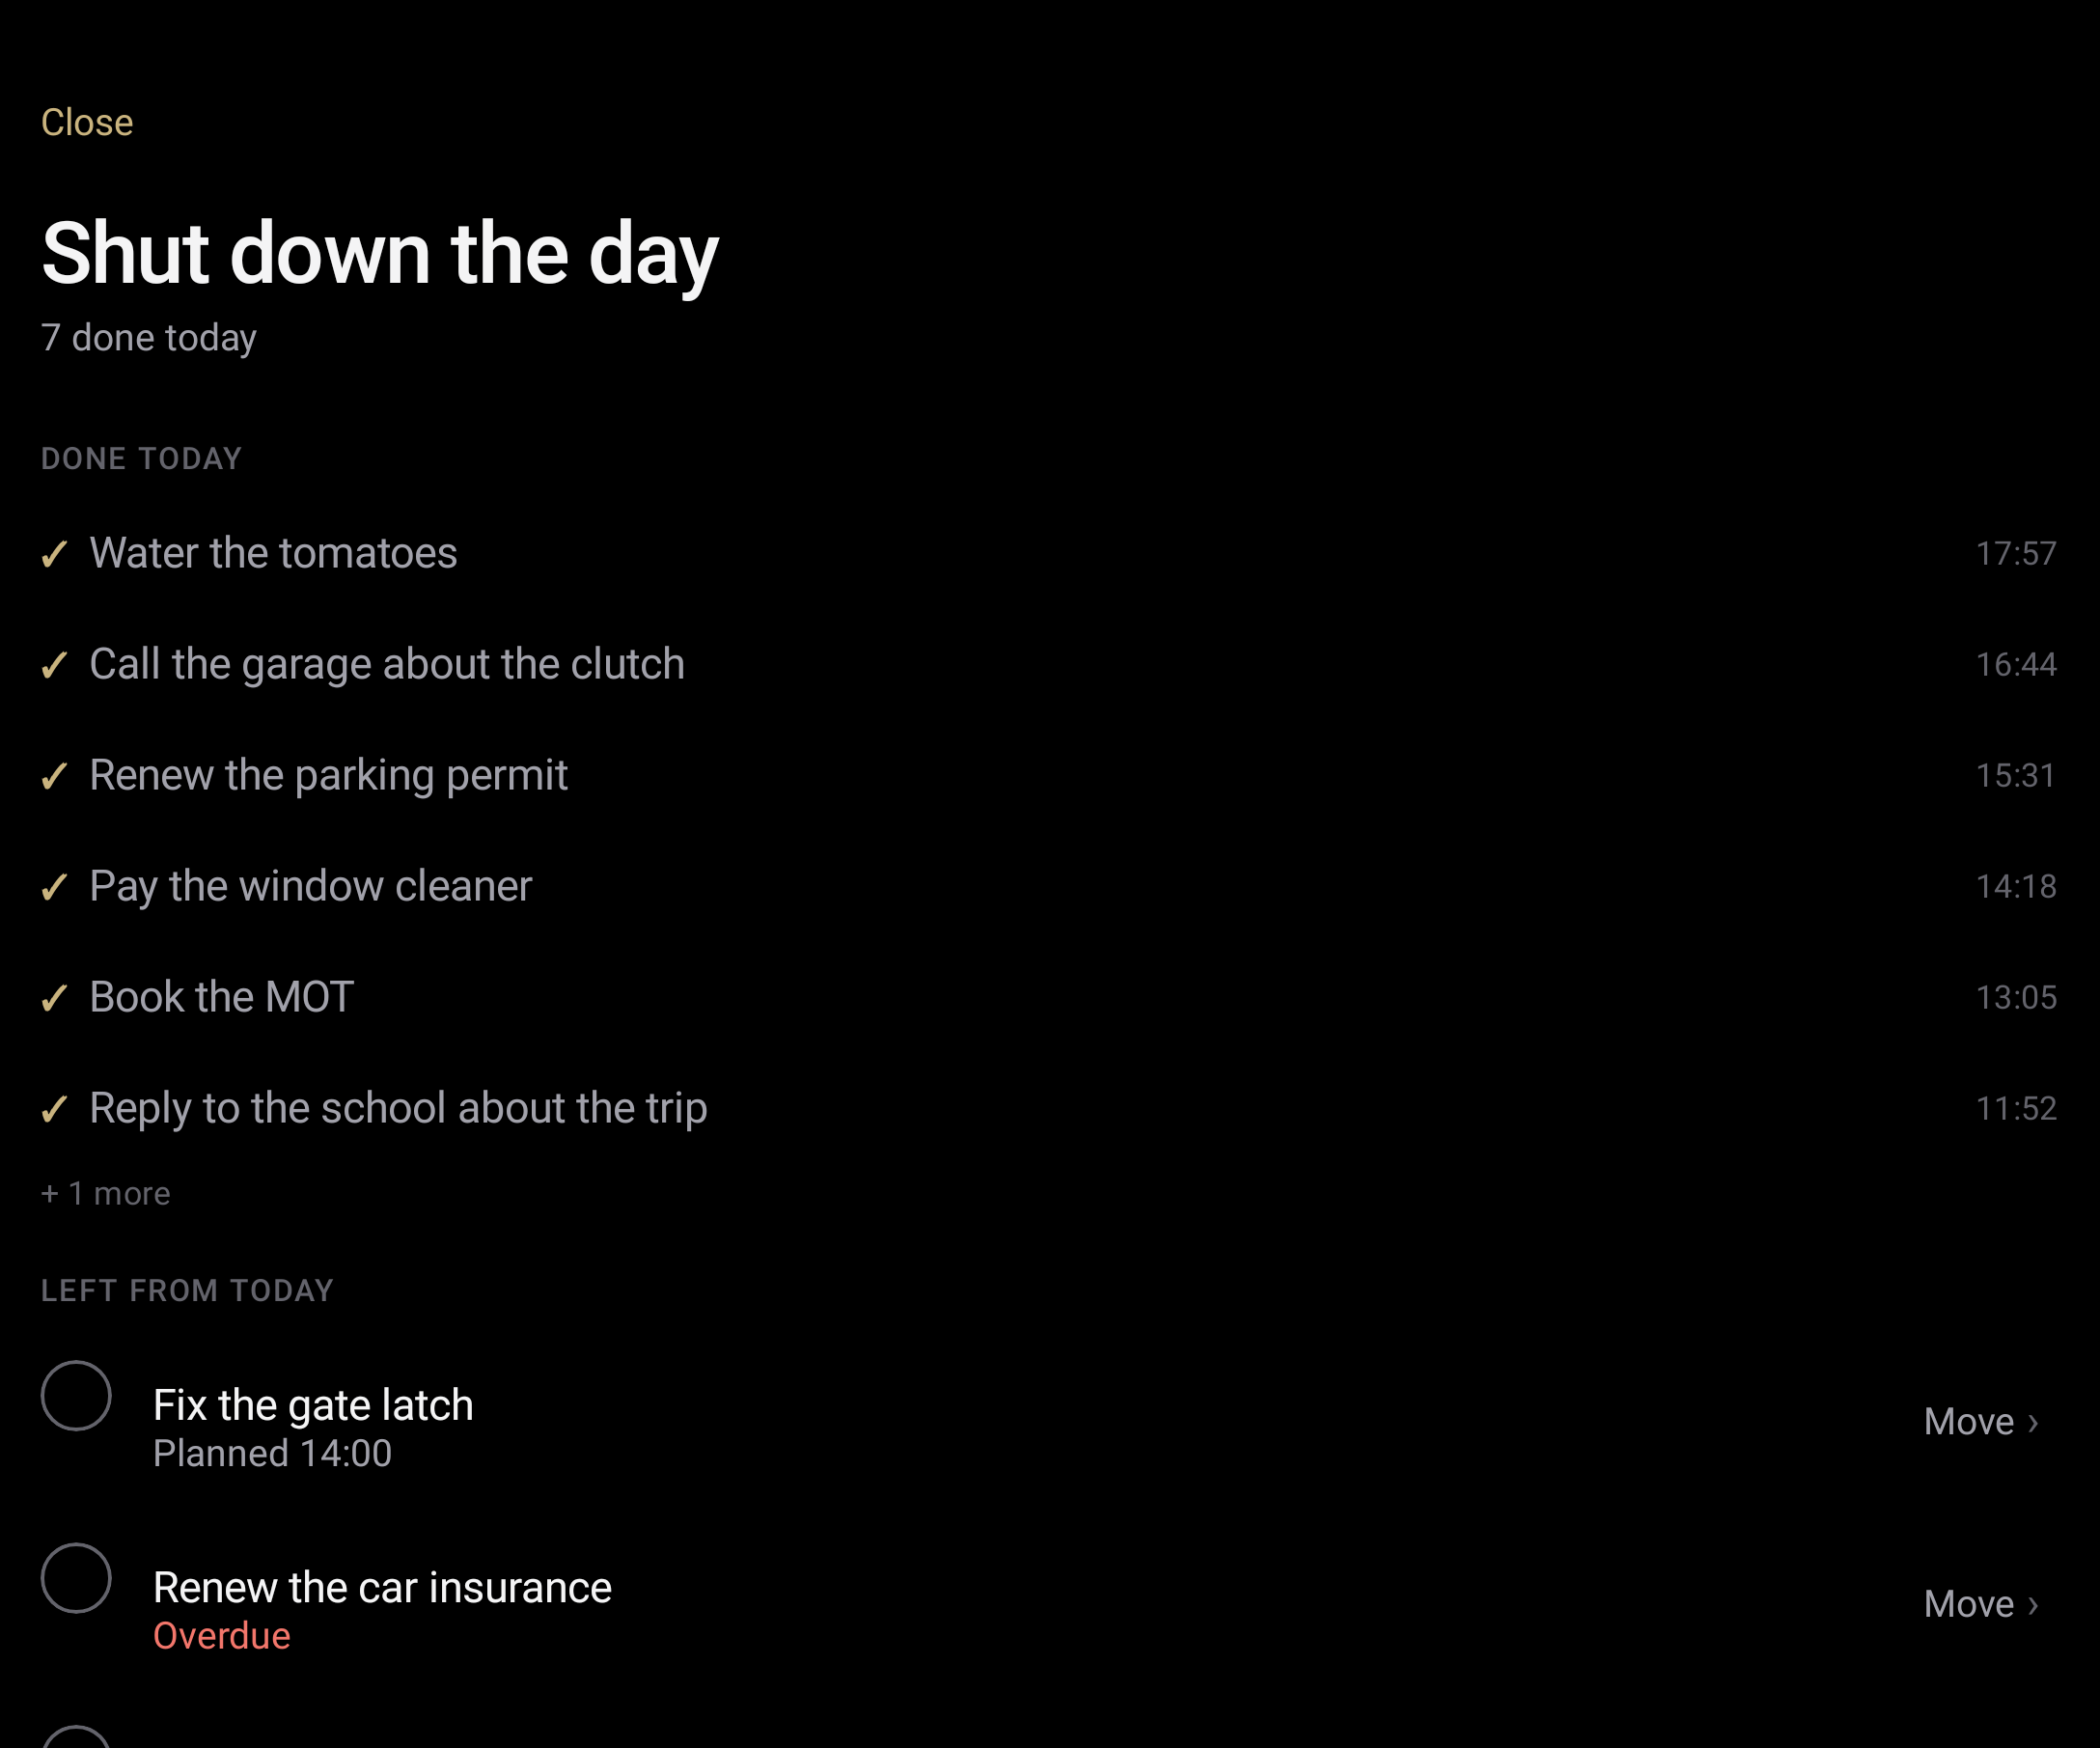 Close
Shut down the day
7 done today
DONE TODAY
✓ Water the tomatoes 17:57
✓ Call the garage about the clutch 16:44
✓ Renew the parking permit 15:31
✓ Pay the window cleaner 14:18
✓ Book the MOT 13:05
✓ Reply to the school about the trip 11:52
+ 1 more
LEFT FROM TODAY
Fix the gate latch
Planned 14:00
Move ›
Renew the car insurance
Overdue
Move ›